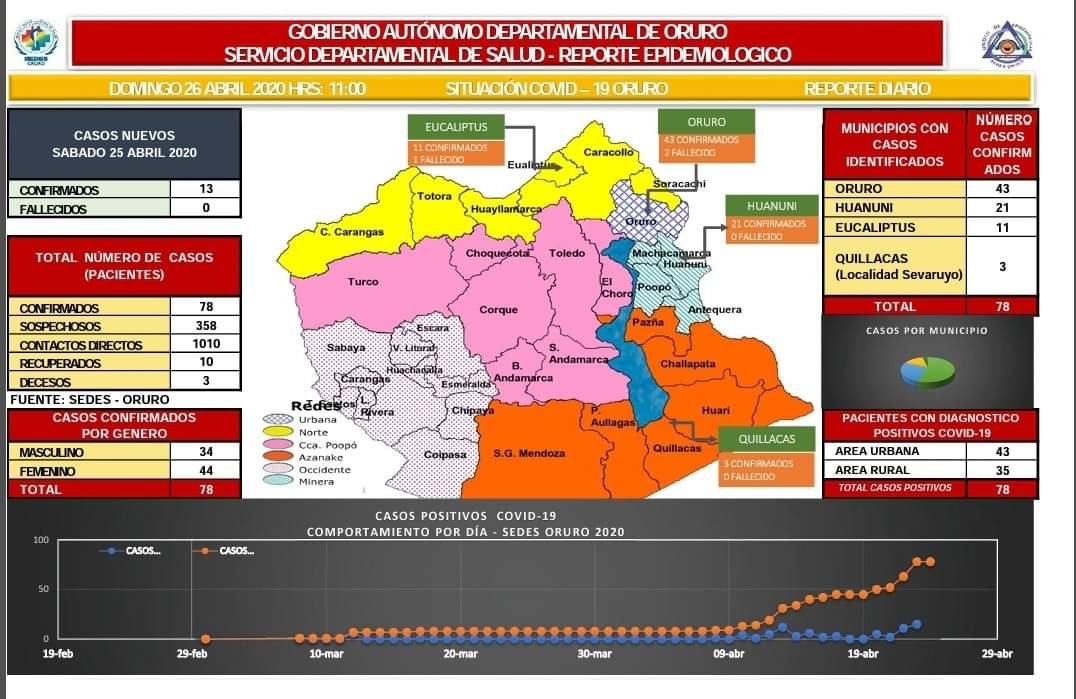 GOBIERNO AUTÓNOMO DEPARTAMENTAL DE ORURO
SERVICIO DEPARTAMENTAL DE SALUD - REPORTE EPIDEMIOLOGICO
DOMINGO 26 ABRIL 2020 HRS: 11:00 SITUACIÓN COVID – 19 ORURO REPORTE DIARIO
CASOS NUEVOS
SABADO 25 ABRIL 2020
CONFIRMADOS 13
FALLECIDOS 0
TOTAL NÚMERO DE CASOS
(PACIENTES)
CONFIRMADOS 78
SOSPECHOSOS 358
CONTACTOS DIRECTOS 1010
RECUPERADOS 10
DECESOS 3
FUENTE: SEDES - ORURO
CASOS CONFIRMADOS
POR GENERO
MASCULINO 34
FEMENINO 44
TOTAL 78
EUCALIPTUS
11 CONFIRMADOS
1 FALLECIDO
ORURO
43 CONFIRMADOS
2 FALLECIDO
HUANUNI
21 CONFIRMADOS
0 FALLECIDO
QUILLACAS
3 CONFIRMADOS
0 FALLECIDO
Caracollo
Soracachi
Totora
Huayllamarca
Oruro
C. Carangas
Choquecota
Toledo
Machacamarca
Huanuni
Turco
El
Choro
Poopó
Corque
Antequera
Pazña
Escara
Sabaya
V. Litoral
S.
Andamarca
Challapata
Huachacalla
B.
Andamarca
Carangas
Esmeralda
L.
Rivera
Chipaya
P.
Aullagas
Huari
Coipasa
S.G. Mendoza
Quillacas
Redes
Urbana
Norte
Cca. Poopó
Azanake
Occidente
Minera
MUNICIPIOS CON
CASOS
IDENTIFICADOS
NÚMERO
CASOS
CONFIRM
ADOS
ORURO 43
HUANUNI 21
EUCALIPTUS 11
QUILLACAS
(Localidad Sevaruyo) 3
TOTAL 78
CASOS POR MUNICIPIO
PACIENTES CON DIAGNOSTICO
POSITIVOS COVID-19
AREA URBANA 43
AREA RURAL 35
TOTAL CASOS POSITIVOS 78
CASOS POSITIVOS COVID-19
COMPORTAMIENTO POR DÍA - SEDES ORURO 2020
CASOS... CASOS...
100
50
0
19-feb 29-feb 10-mar 20-mar 30-mar 09-abr 19-abr 29-abr